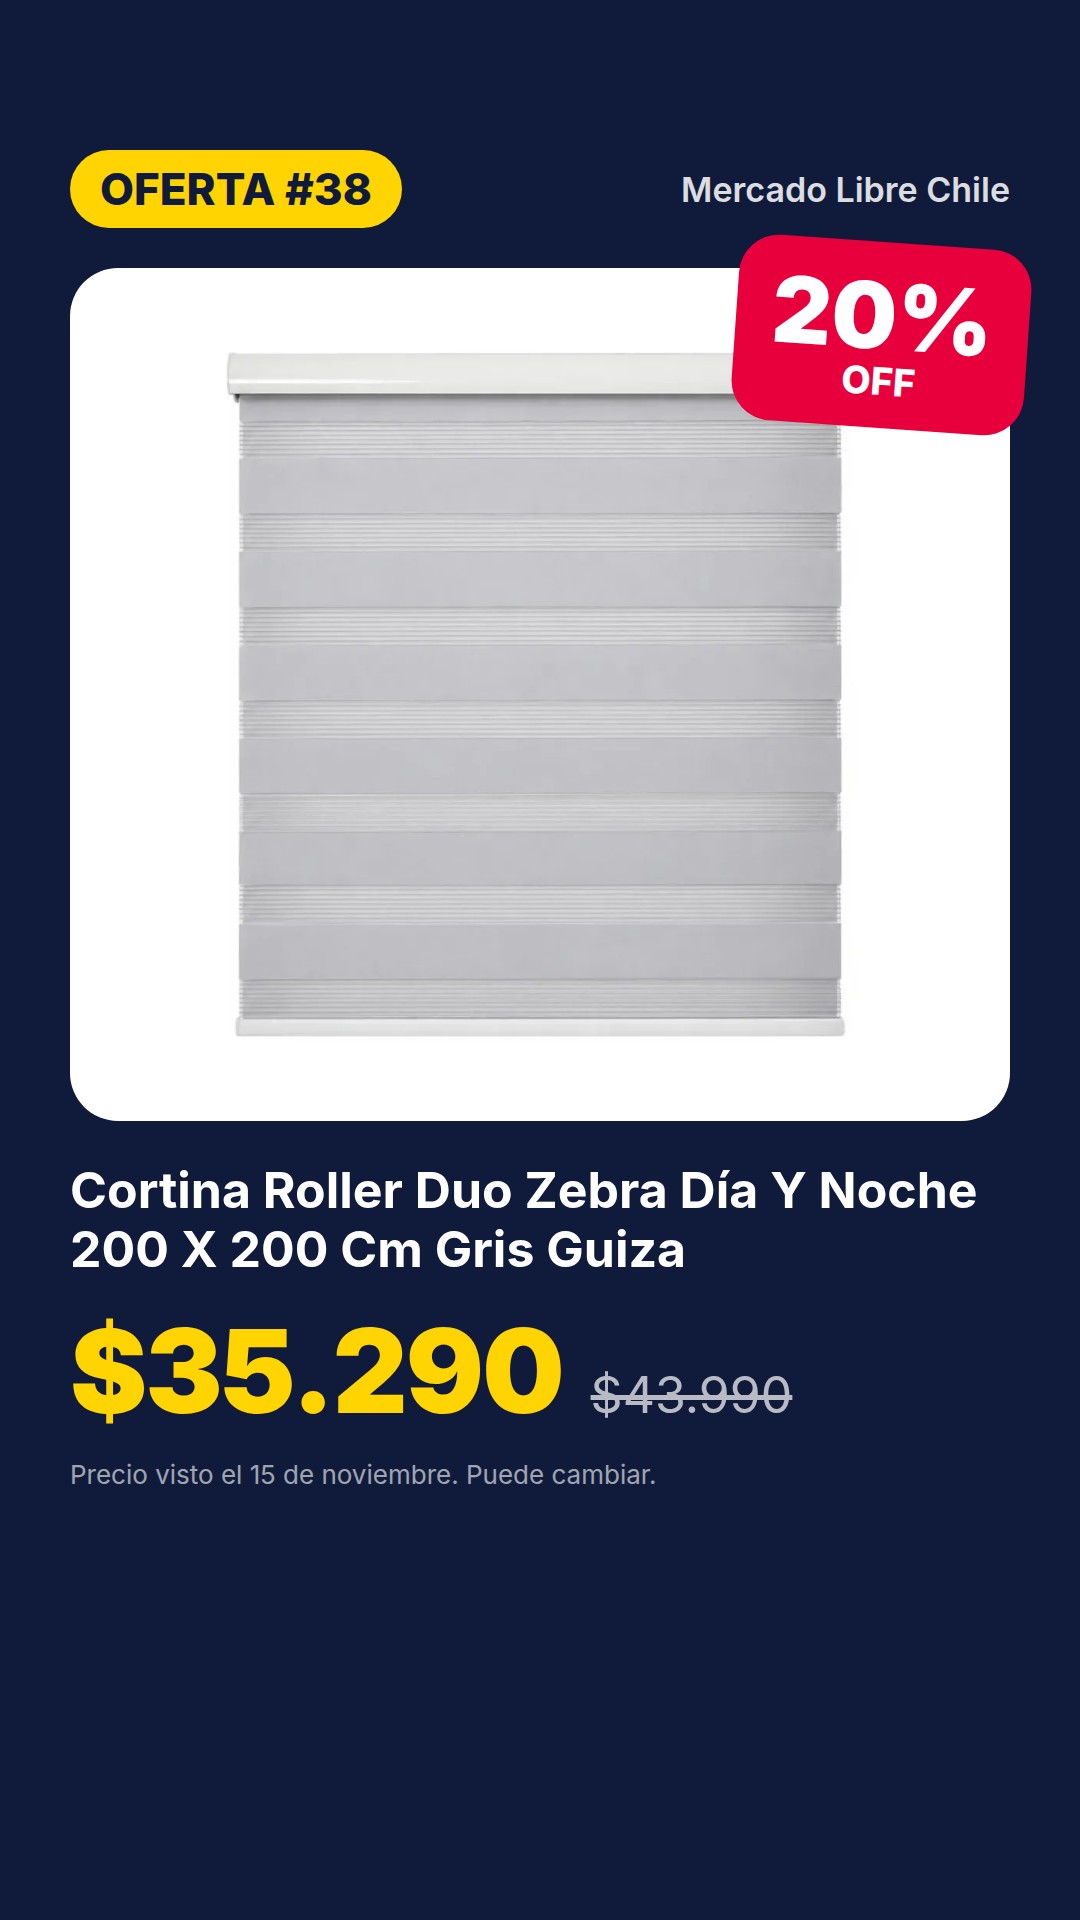 OFERTA #38
Mercado Libre Chile
20%
OFF
Cortina Roller Duo Zebra Día Y Noche
200 X 200 Cm Gris Guiza
$35.290 $43.990
Precio visto el 15 de noviembre. Puede cambiar.